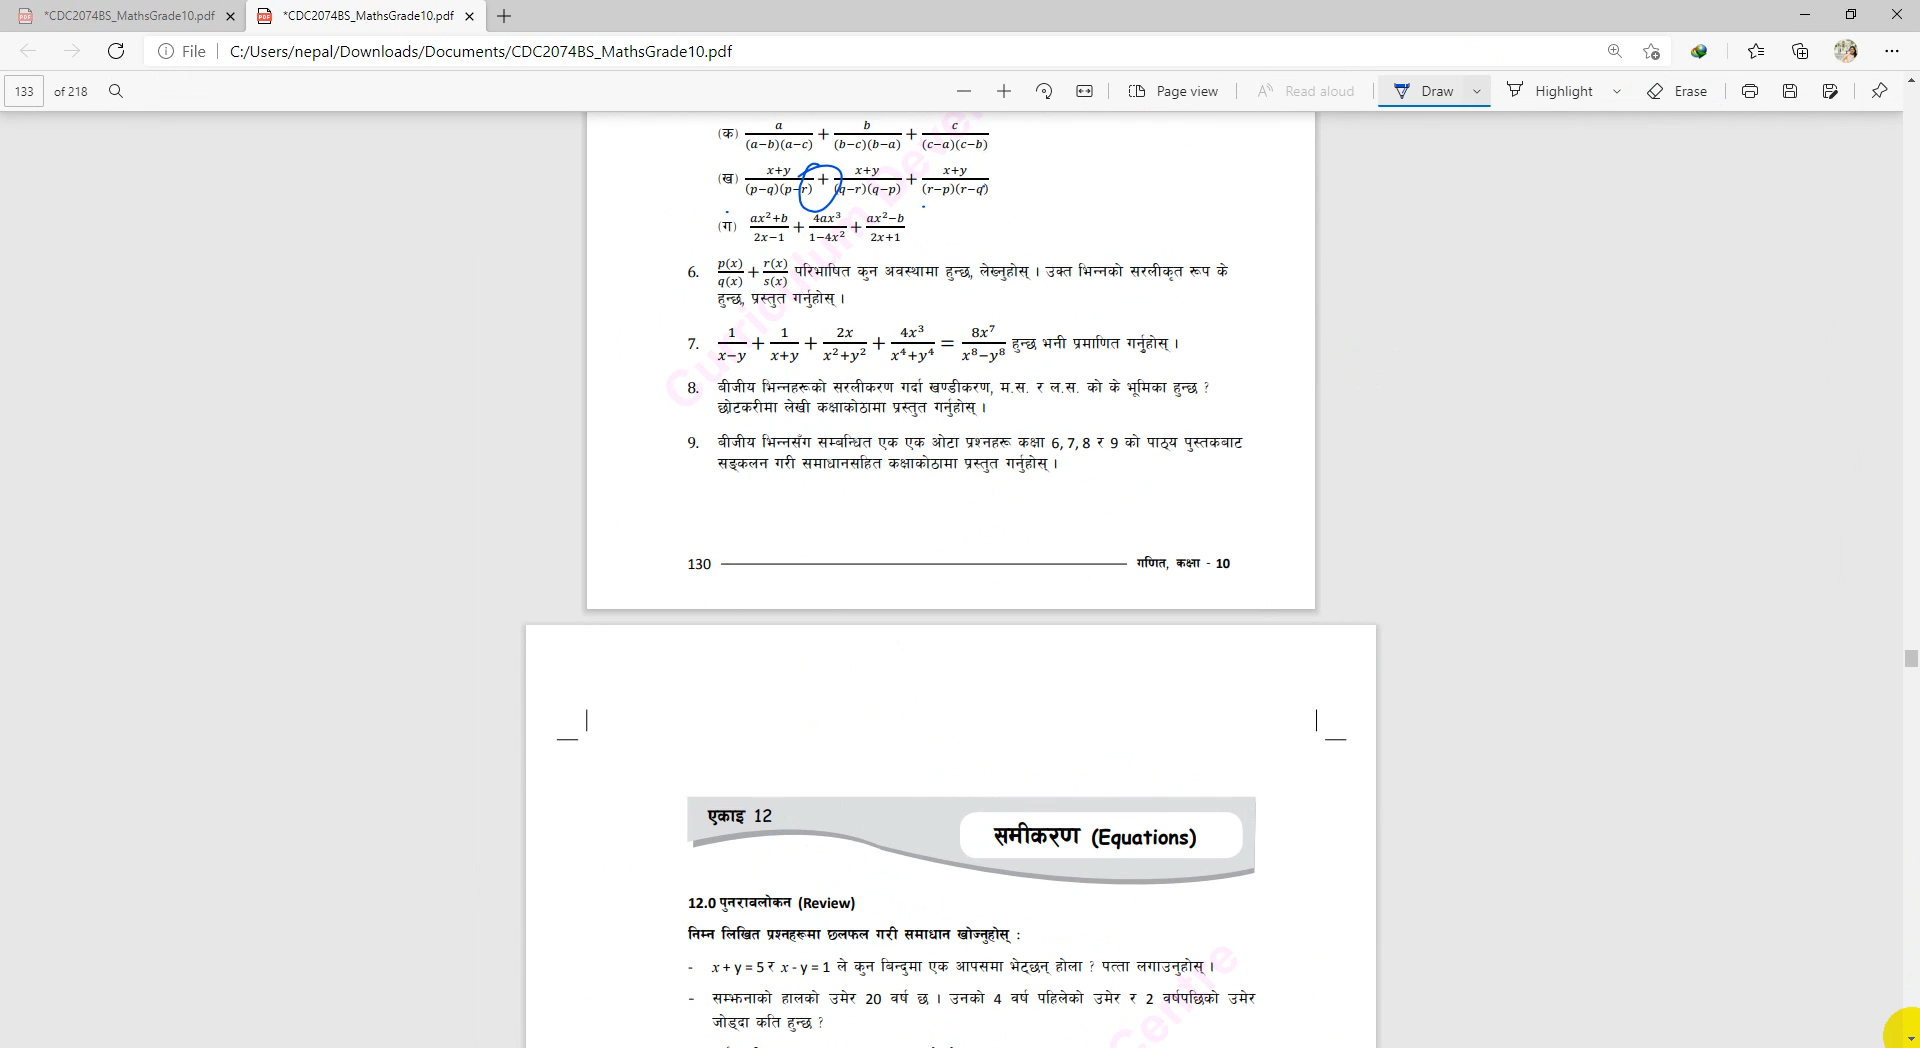 *CDC2074BS_MathsGrade10.pdf
*CDC2074BS_MathsGrade10.pdf
File C:/Users/nepal/Downloads/Documents/CDC2074BS_MathsGrade10.pdf
133 of 218 Page view Read aloud Draw Highlight Erase
(क) a/(a−b)(a−c) + b/(b−c)(b−a) + c/(c−a)(c−b)
(ख) x+y/(p−q)(p−r) + x+y/(q−r)(q−p) + x+y/(r−p)(r−q)
(ग) ax²+b/2x−1 + 4ax³/1−4x² + ax²−b/2x+1
6. p(x)/q(x) + r(x)/s(x) परिभाषित कुन अवस्थामा हुन्छ, लेख्नुहोस् । उक्त भिन्नको सरलीकृत रूप के
हुन्छ, प्रस्तुत गर्नुहोस् ।
7. 1/x−y + 1/x+y + 2x/x²+y² + 4x³/x⁴+y⁴ = 8x⁷/x⁸−y⁸ हुन्छ भनी प्रमाणित गर्नुहोस् ।
8. बीजीय भिन्नहरूको सरलीकरण गर्दा खण्डीकरण, म.स. र ल.स. को के भूमिका हुन्छ ?
छोटकरीमा लेखी कक्षाकोठामा प्रस्तुत गर्नुहोस् ।
9. बीजीय भिन्नसँग सम्बन्धित एक एक ओटा प्रश्नहरू कक्षा 6, 7, 8 र 9 को पाठ्य पुस्तकबाट
सङ्कलन गरी समाधानसहित कक्षाकोठामा प्रस्तुत गर्नुहोस् ।
130 गणित, कक्षा - 10
एकाइ 12
समीकरण (Equations)
12.0 पुनरावलोकन (Review)
निम्न लिखित प्रश्नहरूमा छलफल गरी समाधान खोज्नुहोस् :
- x + y = 5 र x - y = 1 ले कुन बिन्दुमा एक आपसमा भेट्छन् होला ? पत्ता लगाउनुहोस् ।
- सम्झनाको हालको उमेर 20 वर्ष छ । उनको 4 वर्ष पहिलेको उमेर र 2 वर्षपछिको उमेर
जोड्दा कति हुन्छ ?
Centre